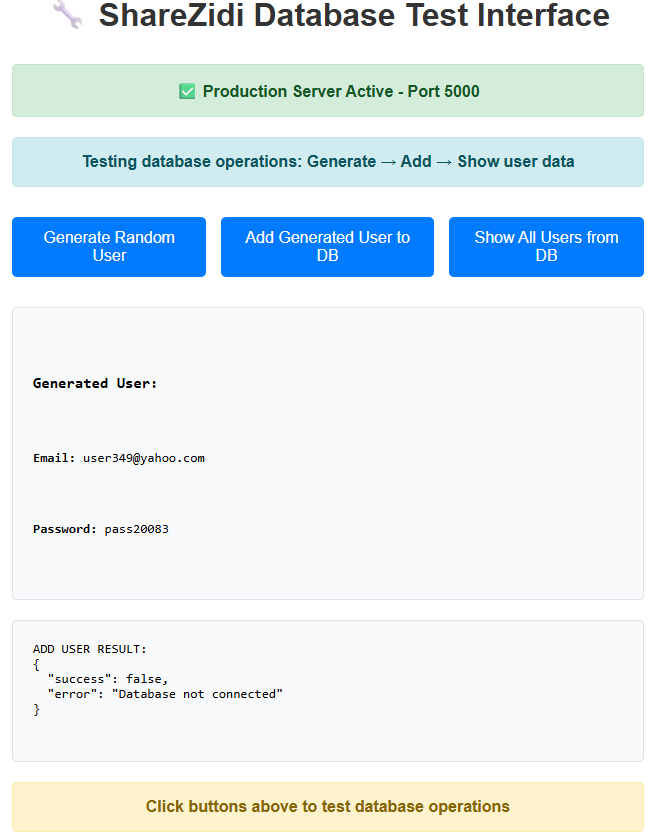 🔧 ShareZidi Database Test Interface
✅ Production Server Active - Port 5000
Testing database operations: Generate → Add → Show user data
Generate Random
User
Add Generated User to
DB
Show All Users from
DB
Generated User:
Email: user349@yahoo.com
Password: pass20083
ADD USER RESULT:
{
  "success": false,
  "error": "Database not connected"
}
Click buttons above to test database operations